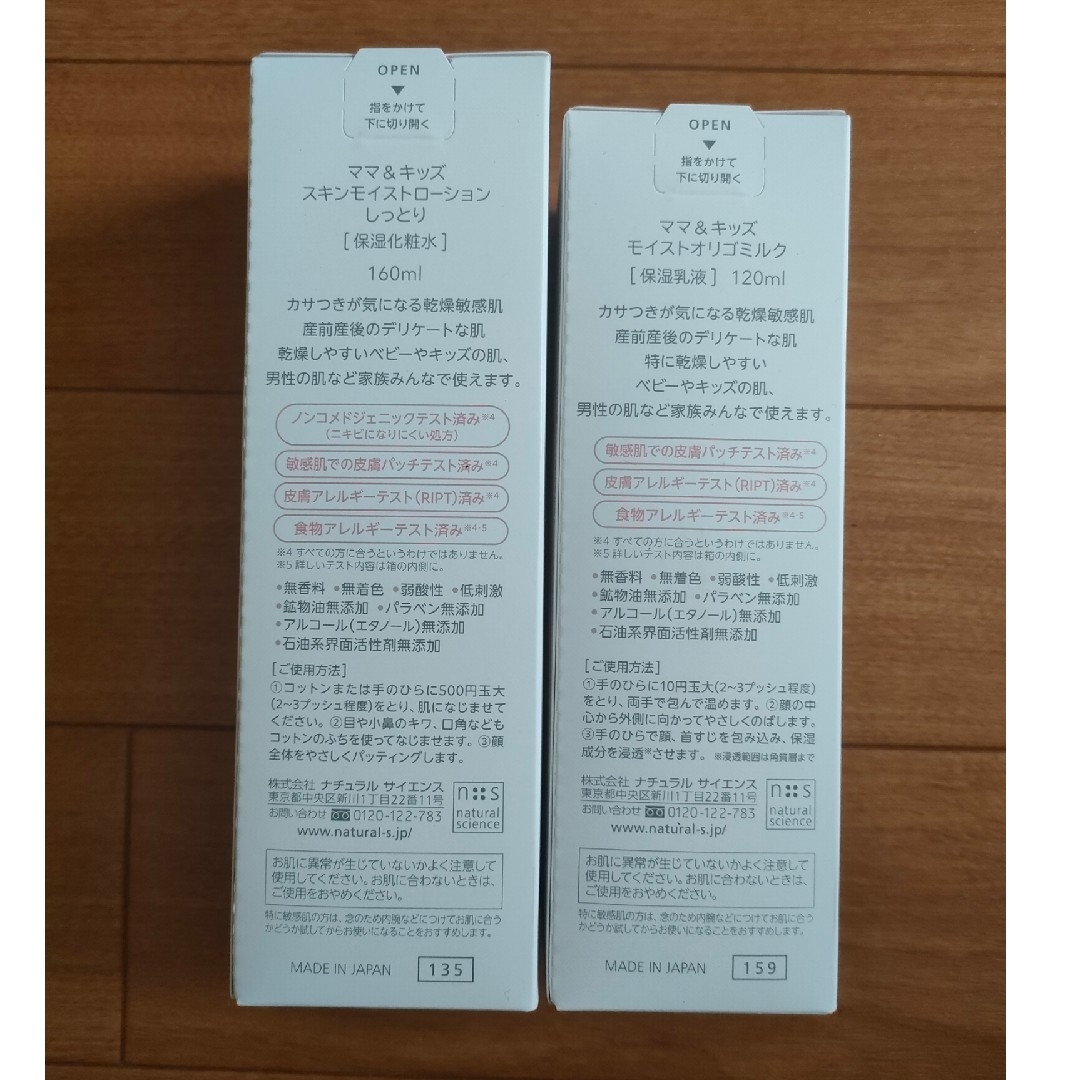 OPEN
▼
指をかけて
下に切り開く
ママ＆キッズ
スキンモイストローション
しっとり
［保湿化粧水］
160ml
カサつきが気になる乾燥敏感肌
産前産後のデリケートな肌
乾燥しやすいベビーやキッズの肌、
男性の肌など家族みんなで使えます。
ノンコメドジェニックテスト済み※4
（ニキビになりにくい処方）
敏感肌での皮膚パッチテスト済み※4
皮膚アレルギーテスト（RIPT）済み※4
食物アレルギーテスト済み※4・5
※4 すべての方に合うというわけではありません。
※5 詳しいテスト内容は箱の内側に。
●無香料 ●無着色 ●弱酸性 ●低刺激
●鉱物油無添加 ●パラベン無添加
●アルコール（エタノール）無添加
●石油系界面活性剤無添加
［ご使用方法］
①コットンまたは手のひらに500円玉大
（2〜3プッシュ程度）をとり、肌になじませて
ください。②目や小鼻のキワ、口角なども
コットンのふちを使ってなじませます。③顔
全体をやさしくパッティングします。
株式会社 ナチュラル サイエンス
東京都中央区新川1丁目22番11号
お問い合わせ 0120-122-783
www.natural-s.jp/
n::s
natural
science
お肌に異常が生じていないかよく注意して
使用してください。お肌に合わないときは、
ご使用をおやめください。
特に敏感肌の方は、念のため内腕などにつけてお肌に合う
かどうか試してからお使いになることをおすすめします。
MADE IN JAPAN 135
OPEN
▼
指をかけて
下に切り開く
ママ＆キッズ
モイストオリゴミルク
［保湿乳液］ 120ml
カサつきが気になる乾燥敏感肌
産前産後のデリケートな肌
特に乾燥しやすい
ベビーやキッズの肌、
男性の肌など家族みんなで使えます。
敏感肌での皮膚パッチテスト済み※4
皮膚アレルギーテスト（RIPT）済み※4
食物アレルギーテスト済み※4・5
※4 すべての方に合うというわけではありません。
※5 詳しいテスト内容は箱の内側に。
●無香料 ●無着色 ●弱酸性 ●低刺激
●鉱物油無添加 ●パラベン無添加
●アルコール（エタノール）無添加
●石油系界面活性剤無添加
［ご使用方法］
①手のひらに10円玉大（2〜3プッシュ程度）
をとり、両手で包んで温めます。②顔の中
心から外側に向かってやさしくのばします。
③手のひらで顔、首すじを包み込み、保湿
成分を浸透※させます。 ※浸透範囲は角質層まで
株式会社 ナチュラル サイエンス
東京都中央区新川1丁目22番11号
お問い合わせ 0120-122-783
www.natural-s.jp/
n::s
natural
science
お肌に異常が生じていないかよく注意して
使用してください。お肌に合わないときは、
ご使用をおやめください。
特に敏感肌の方は、念のため内腕などにつけてお肌に合う
かどうか試してからお使いになることをおすすめします。
MADE IN JAPAN 159